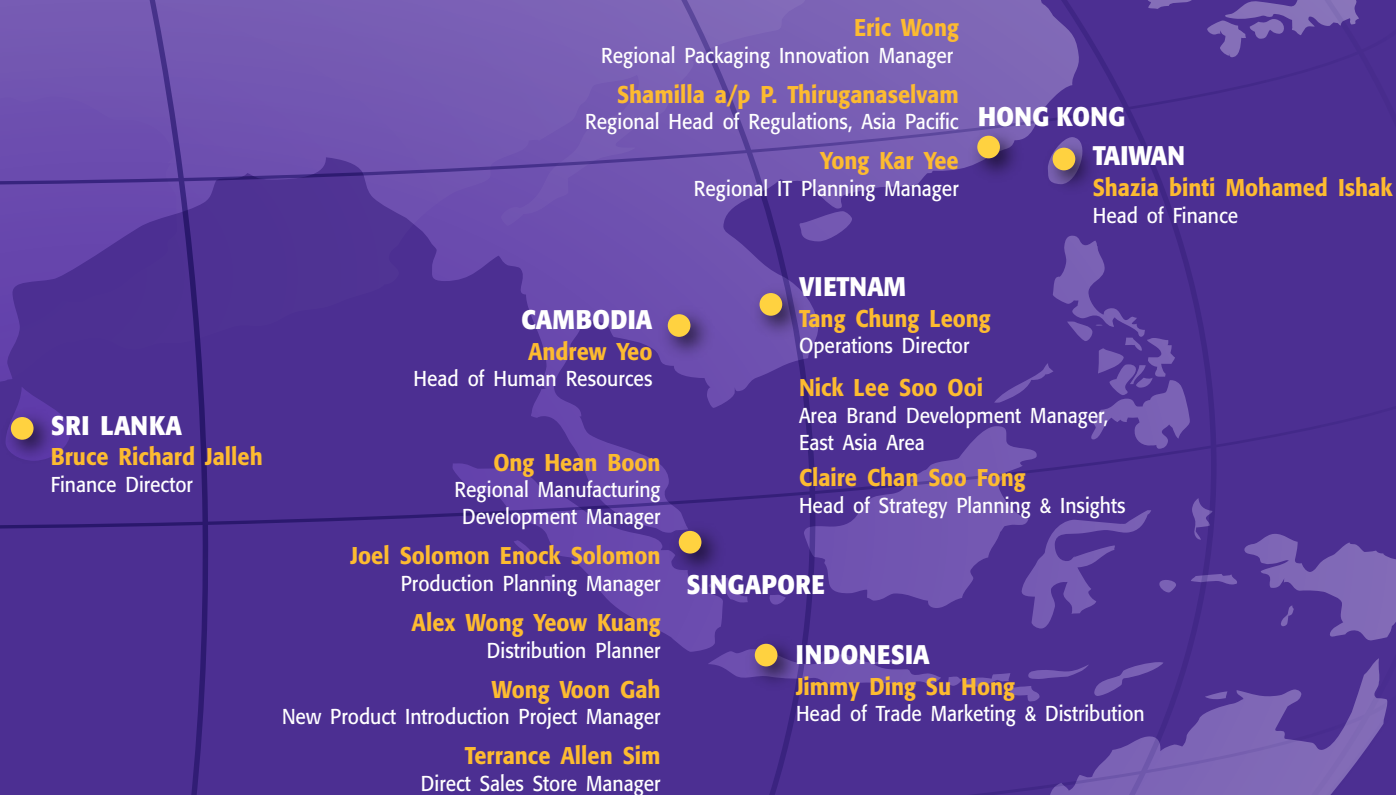 Eric Wong
Regional Packaging Innovation Manager
Shamilla a/p P. Thiruganaselvam
Regional Head of Regulations, Asia Pacific
Yong Kar Yee
Regional IT Planning Manager
HONG KONG
TAIWAN
Shazia binti Mohamed Ishak
Head of Finance
VIETNAM
Tang Chung Leong
Operations Director
Nick Lee Soo Ooi
Area Brand Development Manager,
East Asia Area
Claire Chan Soo Fong
Head of Strategy Planning & Insights
CAMBODIA
Andrew Yeo
Head of Human Resources
SRI LANKA
Bruce Richard Jalleh
Finance Director
Ong Hean Boon
Regional Manufacturing
Development Manager
Joel Solomon Enock Solomon
Production Planning Manager
Alex Wong Yeow Kuang
Distribution Planner
Wong Voon Gah
New Product Introduction Project Manager
Terrance Allen Sim
Direct Sales Store Manager
SINGAPORE
INDONESIA
Jimmy Ding Su Hong
Head of Trade Marketing & Distribution